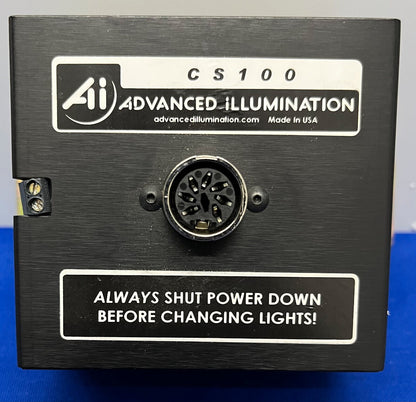 CS100
Ai ADVANCED ILLUMINATION
advancedillumination.com Made In USA
ALWAYS SHUT POWER DOWN
BEFORE CHANGING LIGHTS!